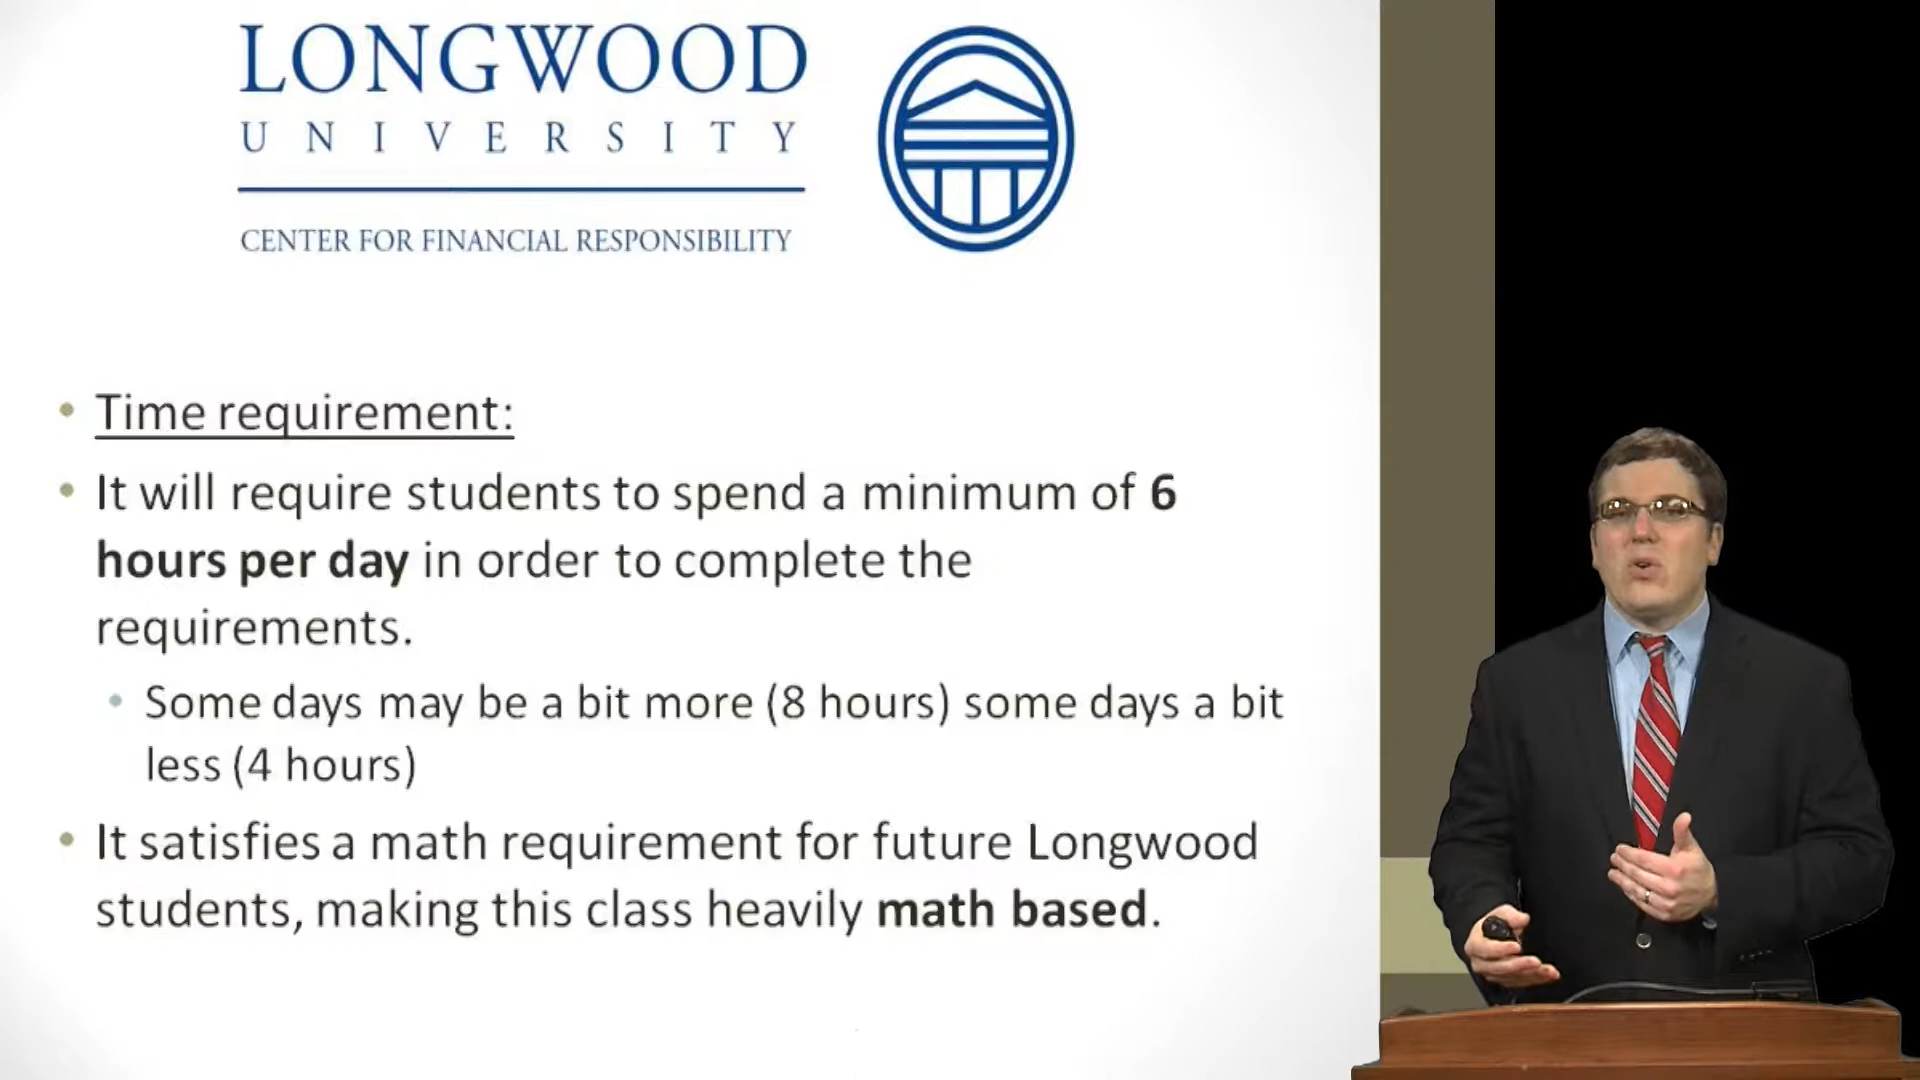 LONGWOOD
UNIVERSITY
CENTER FOR FINANCIAL RESPONSIBILITY
• Time requirement:
• It will require students to spend a minimum of 6
hours per day in order to complete the
requirements.
• Some days may be a bit more (8 hours) some days a bit
less (4 hours)
• It satisfies a math requirement for future Longwood
students, making this class heavily math based.